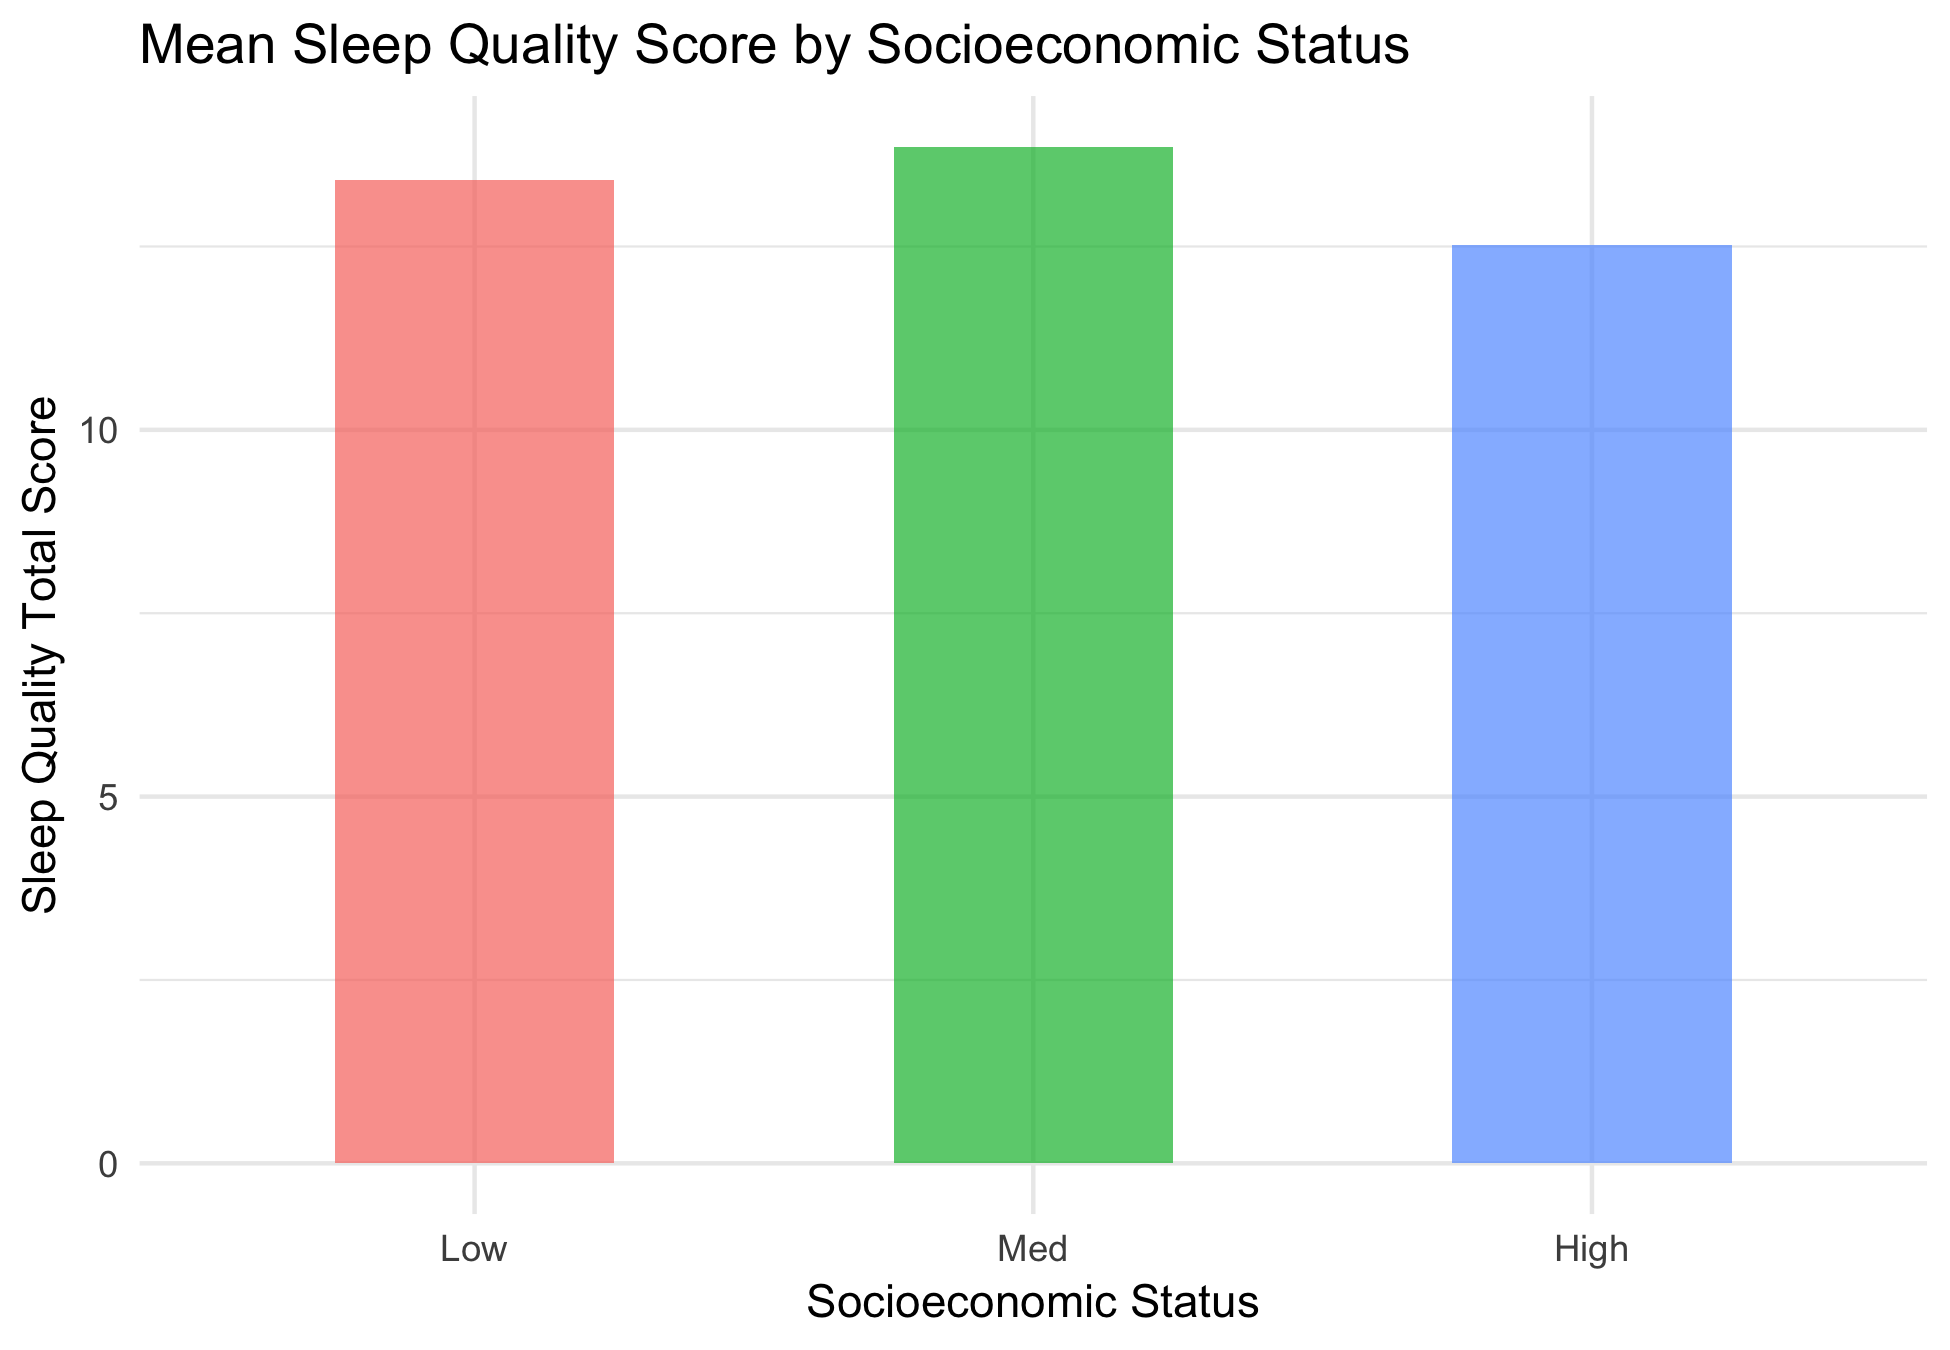 Mean Sleep Quality Score by Socioeconomic Status
Sleep Quality Total Score
10
5
0
Low
Med
High
Socioeconomic Status